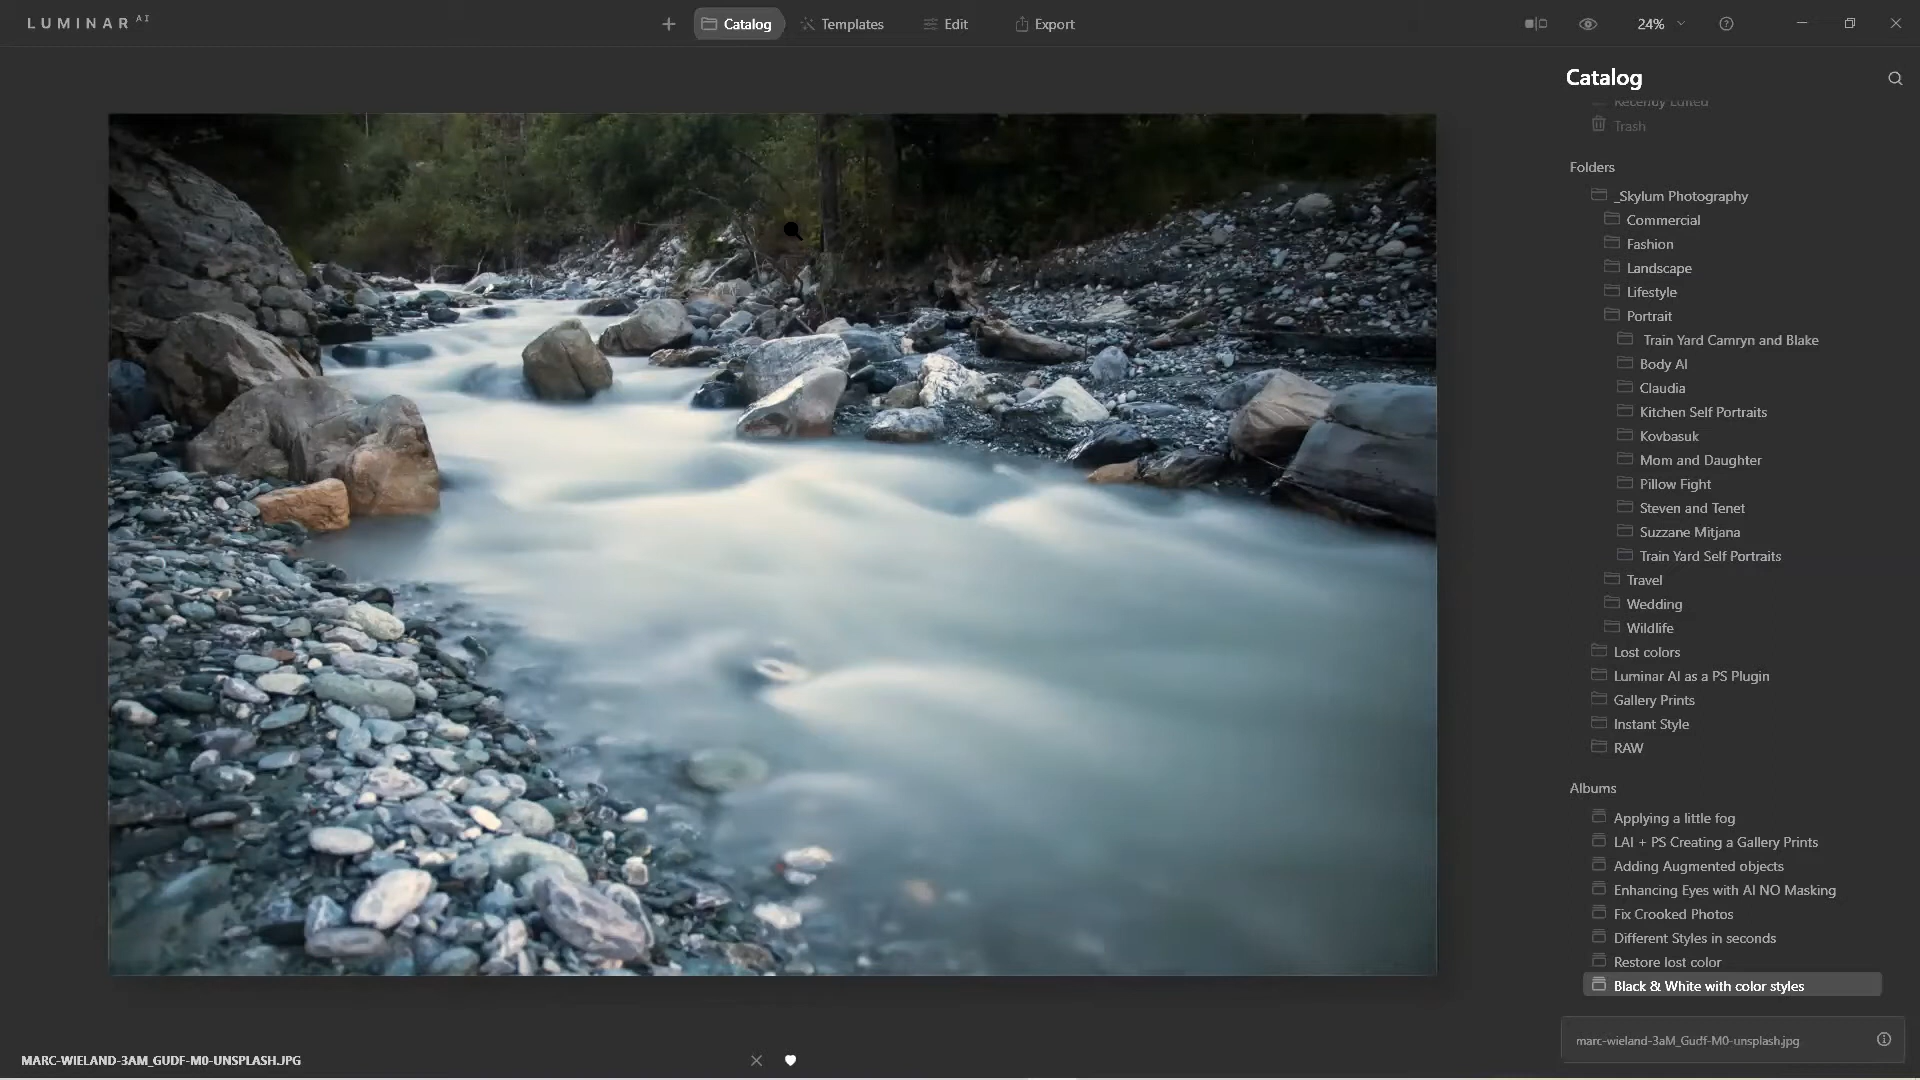 LUMINAR AI
Catalog
Templates
Edit
Export
24%
Catalog
Recently Edited
Trash
Folders
_Skylum Photography
Commercial
Fashion
Landscape
Lifestyle
Portrait
Train Yard Camryn and Blake
Body AI
Claudia
Kitchen Self Portraits
Kovbasuk
Mom and Daughter
Pillow Fight
Steven and Tenet
Suzzane Mitjana
Train Yard Self Portraits
Travel
Wedding
Wildlife
Lost colors
Luminar AI as a PS Plugin
Gallery Prints
Instant Style
RAW
Albums
Applying a little fog
LAI + PS Creating a Gallery Prints
Adding Augmented objects
Enhancing Eyes with AI NO Masking
Fix Crooked Photos
Different Styles in seconds
Restore lost color
Black & White with color styles
marc-wieland-3aM_Gudf-M0-unsplash.jpg
MARC-WIELAND-3AM_GUDF-M0-UNSPLASH.JPG